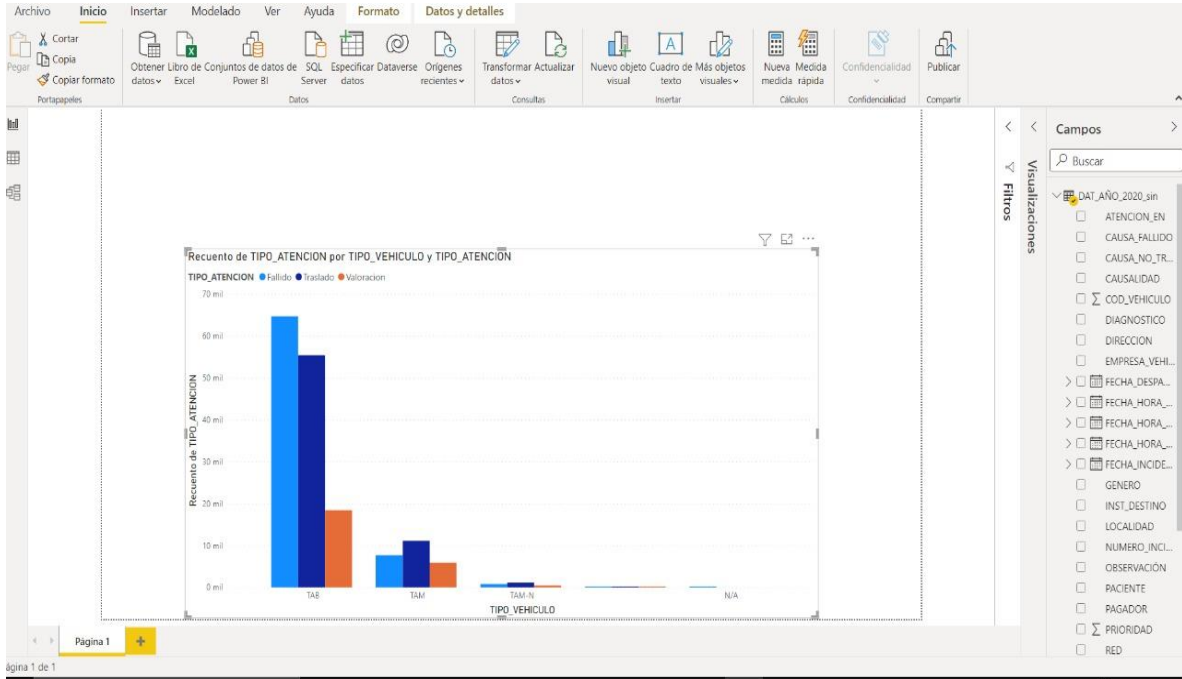 Archivo Inicio Insertar Modelado Ver Ayuda Formato Datos y detalles
Pegar
Cortar
Copia
Copiar formato
Portapapeles
Obtener datos
Libro de Excel
Conjuntos de datos de Power BI
SQL Server
Especificar datos
Dataverse
Orígenes recientes
Datos
Transformar datos
Actualizar
Consultas
Nuevo objeto visual
Cuadro de texto
Más objetos visuales
Insertar
Nueva medida
Medida rápida
Cálculos
Confidencialidad
Confidencialidad
Publicar
Compartir
Recuento de TIPO_ATENCION por TIPO_VEHICULO y TIPO_ATENCION
TIPO_ATENCION Fallido Traslado Valoracion
Recuento de TIPO_ATENCION
70 mil
60 mil
50 mil
40 mil
30 mil
20 mil
10 mil
0 mil
TAB TAM TAM-N N/A
TIPO_VEHICULO
Filtros
Visualizaciones
Campos
Buscar
DAT_AÑO_2020_sin
ATENCION_EN
CAUSA_FALLIDO
CAUSA_NO_TR...
CAUSALIDAD
∑ COD_VEHICULO
DIAGNOSTICO
DIRECCION
EMPRESA_VEHI...
FECHA_DESPA...
FECHA_HORA_...
FECHA_HORA_...
FECHA_HORA_...
FECHA_INCIDE...
GENERO
INST_DESTINO
LOCALIDAD
NUMERO_INCI...
OBSERVACIÓN
PACIENTE
PAGADOR
∑ PRIORIDAD
RED
Página 1
ágina 1 de 1